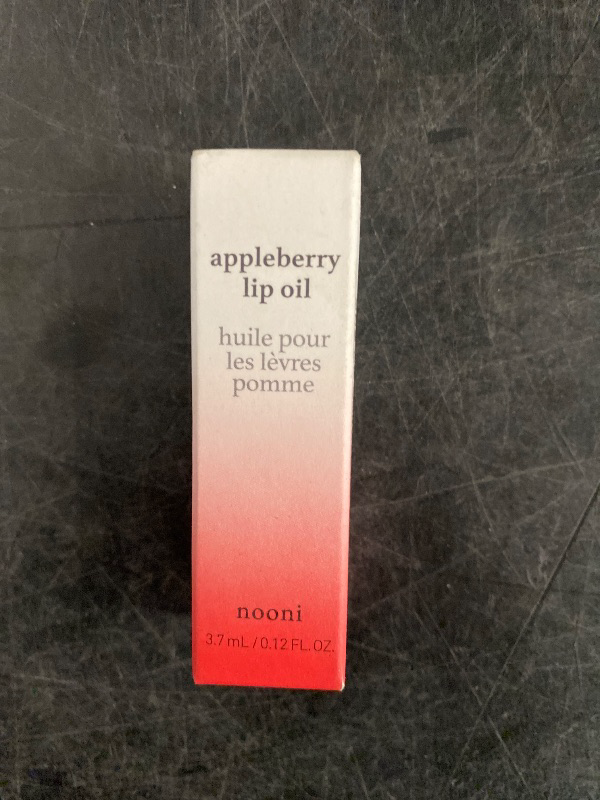 appleberry
lip oil
huile pour
les lèvres
pomme
nooni
3.7 mL / 0.12 FL. OZ.